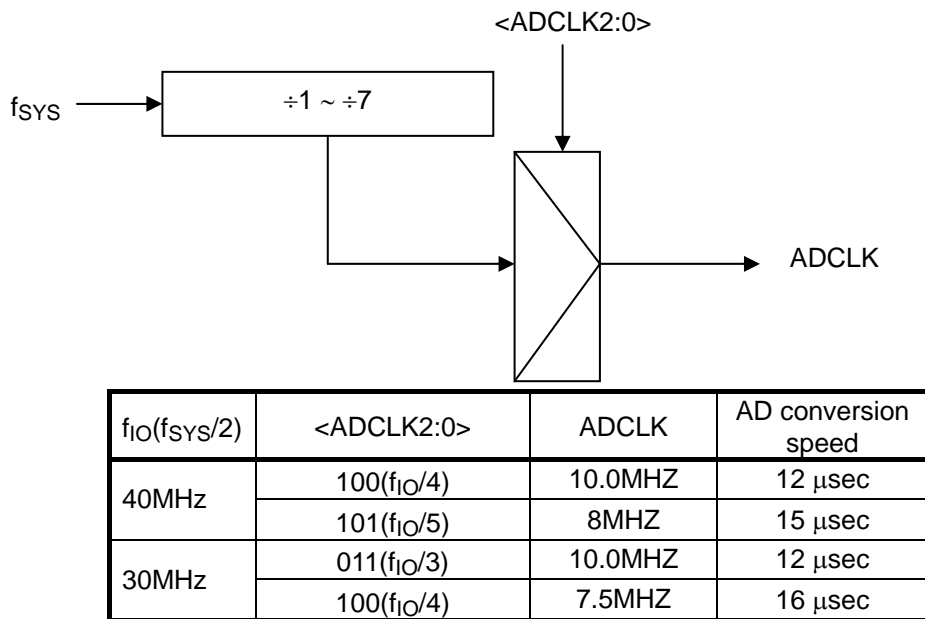 <ADCLK2:0>
fSYS
÷1 ~ ÷7
ADCLK
fIO(fSYS/2) <ADCLK2:0> ADCLK AD conversion speed
40MHz 100(fIO/4) 10.0MHZ 12 μsec
101(fIO/5) 8MHZ 15 μsec
30MHz 011(fIO/3) 10.0MHZ 12 μsec
100(fIO/4) 7.5MHZ 16 μsec